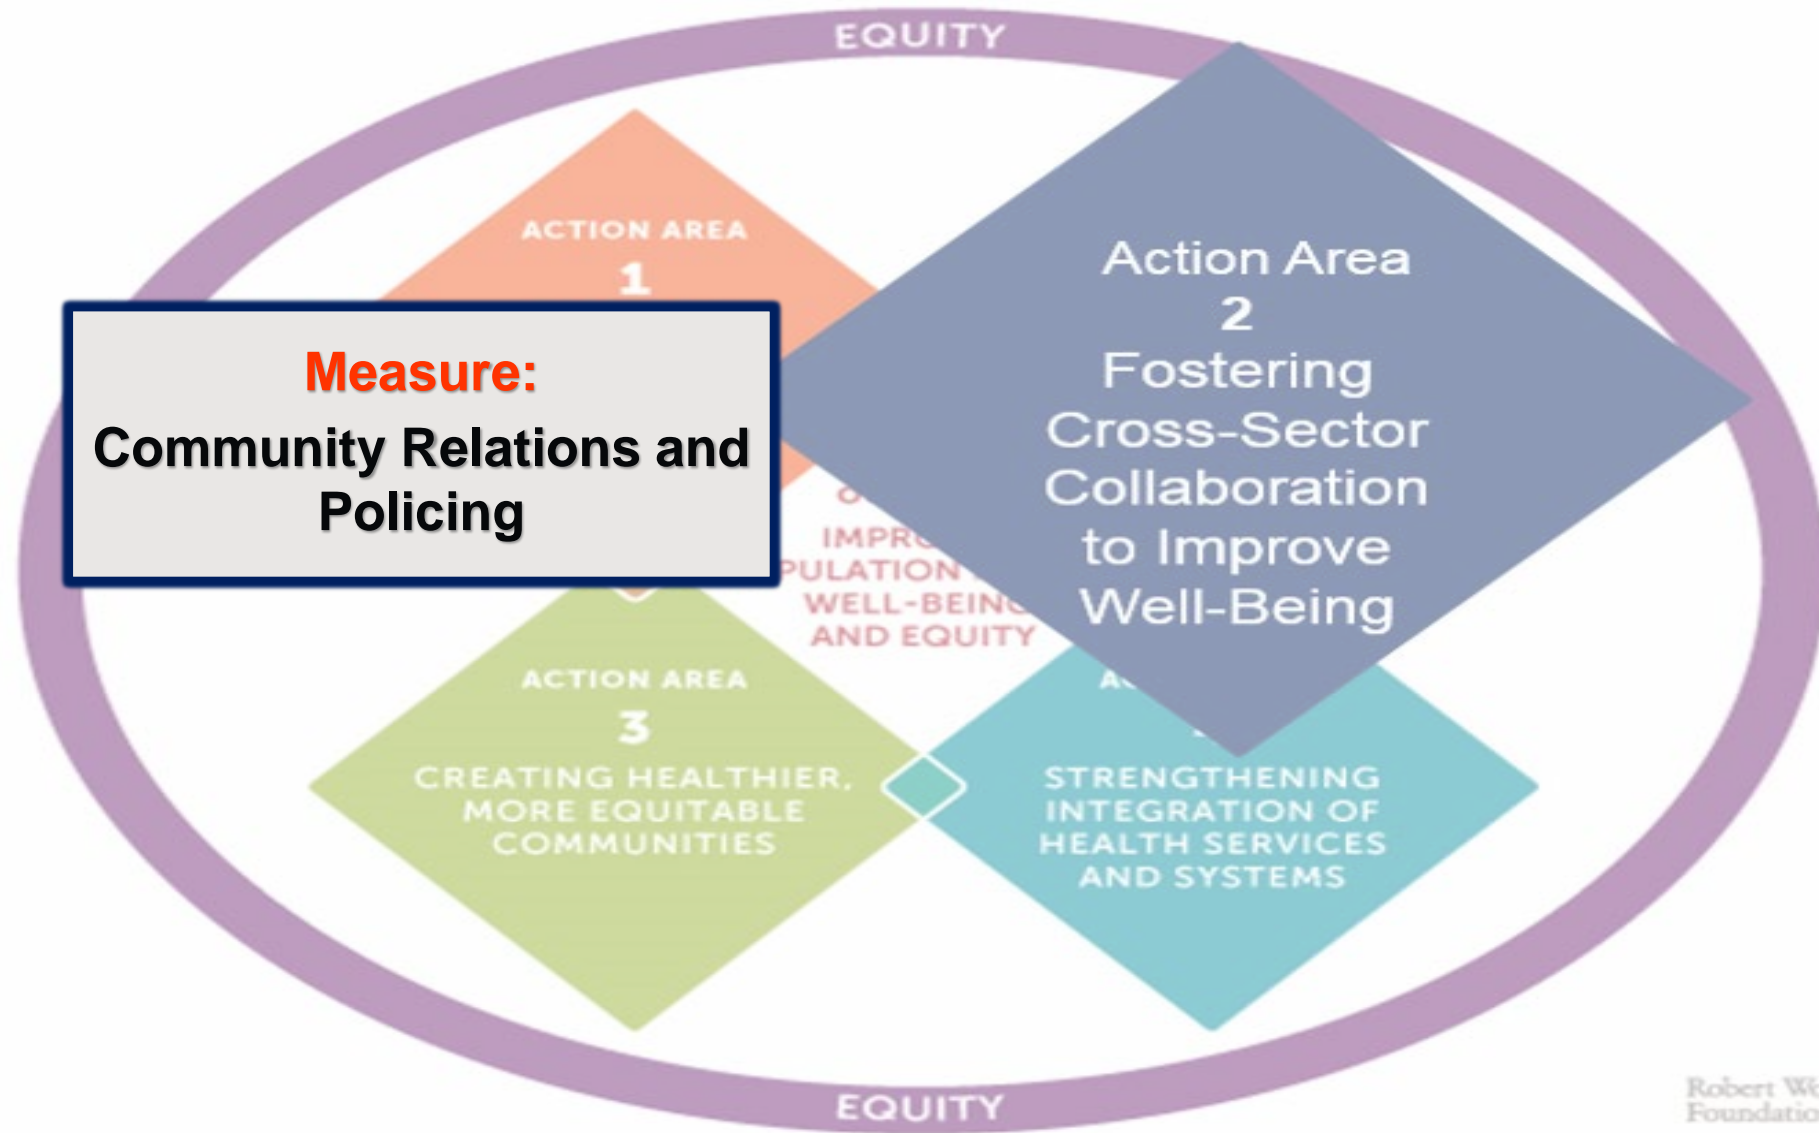 EQUITY
ACTION AREA
1
Action Area
2
Fostering
Cross-Sector
Collaboration
to Improve
Well-Being
Measure:
Community Relations and
Policing
WELL-BEING
AND EQUITY
ACTION AREA
3
CREATING HEALTHIER,
MORE EQUITABLE
COMMUNITIES
STRENGTHENING
INTEGRATION OF
HEALTH SERVICES
AND SYSTEMS
EQUITY
Robert